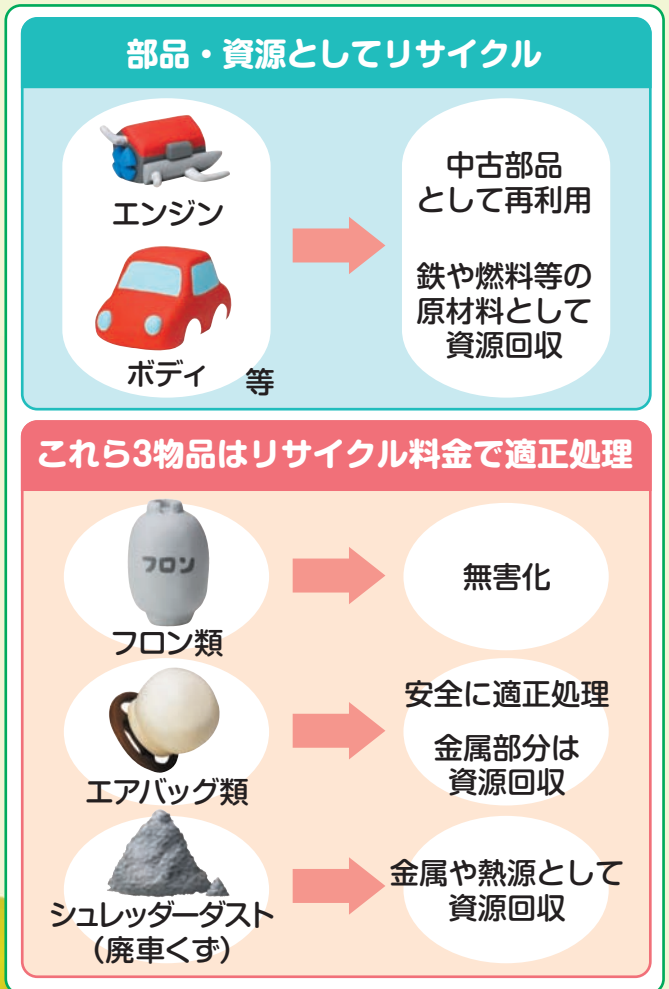 部品・資源としてリサイクル
エンジン
ボディ 等
中古部品
として再利用
鉄や燃料等の
原材料として
資源回収
これら3物品はリサイクル料金で適正処理
フロン
フロン類
無害化
エアバッグ類
安全に適正処理
金属部分は
資源回収
シュレッダーダスト
(廃車くず)
金属や熱源として
資源回収